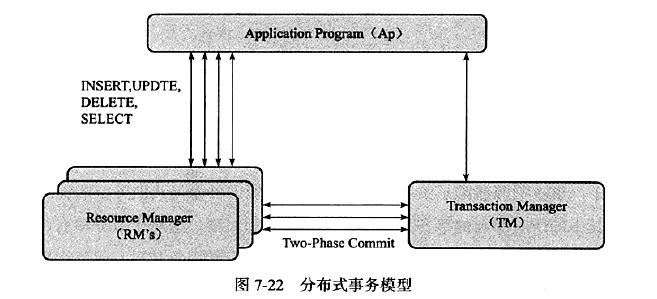 Application Program（Ap）
INSERT,UPDTE,
DELETE,
SELECT
Resource Manager
（RM's）
Transaction Manager
（TM）
Two-Phase Commit
图 7-22 分布式事务模型